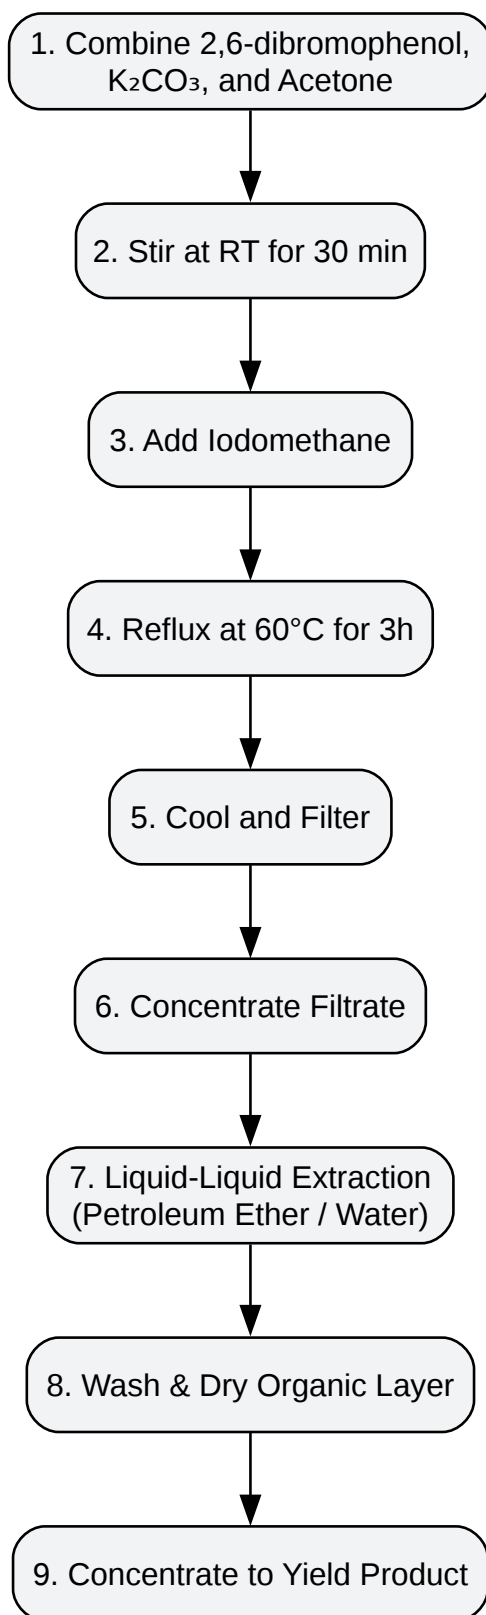 1. Combine 2,6-dibromophenol,
K₂CO₃, and Acetone
2. Stir at RT for 30 min
3. Add Iodomethane
4. Reflux at 60°C for 3h
5. Cool and Filter
6. Concentrate Filtrate
7. Liquid-Liquid Extraction
(Petroleum Ether / Water)
8. Wash & Dry Organic Layer
9. Concentrate to Yield Product